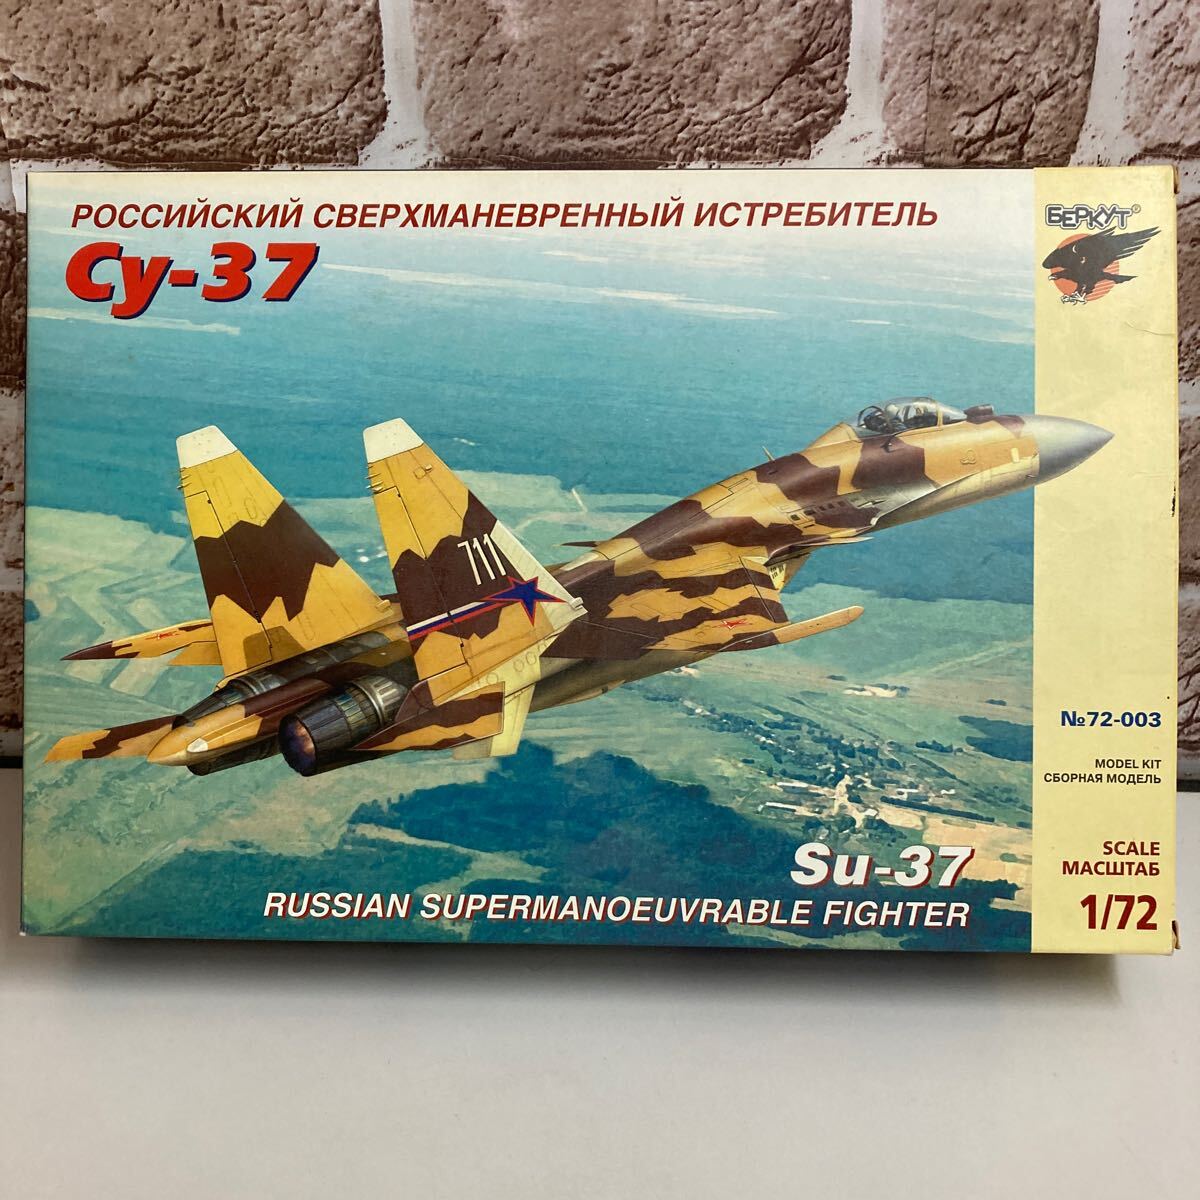 РОССИЙСКИЙ СВЕРХМАНЕВРЕННЫЙ ИСТРЕБИТЕЛЬ
Су-37
БЕРКУТ®
711
№72-003
MODEL KIT
СБОРНАЯ МОДЕЛЬ
SCALE
МАСШТАБ
1/72
Su-37
RUSSIAN SUPERMANOEUVRABLE FIGHTER